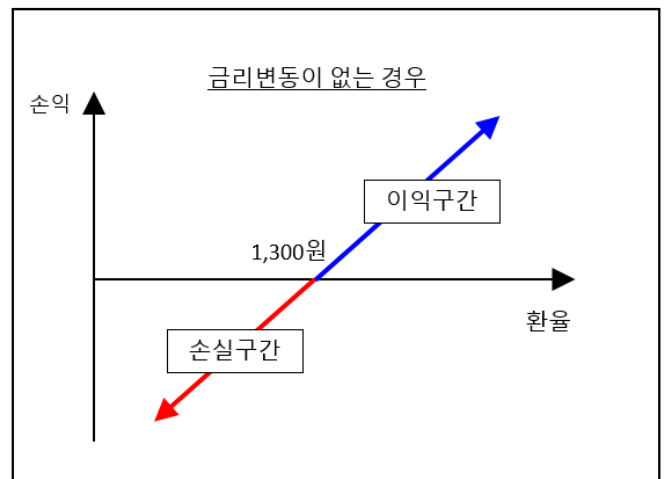 금리변동이 없는 경우
손익
이익구간
1,300원
환율
손실구간